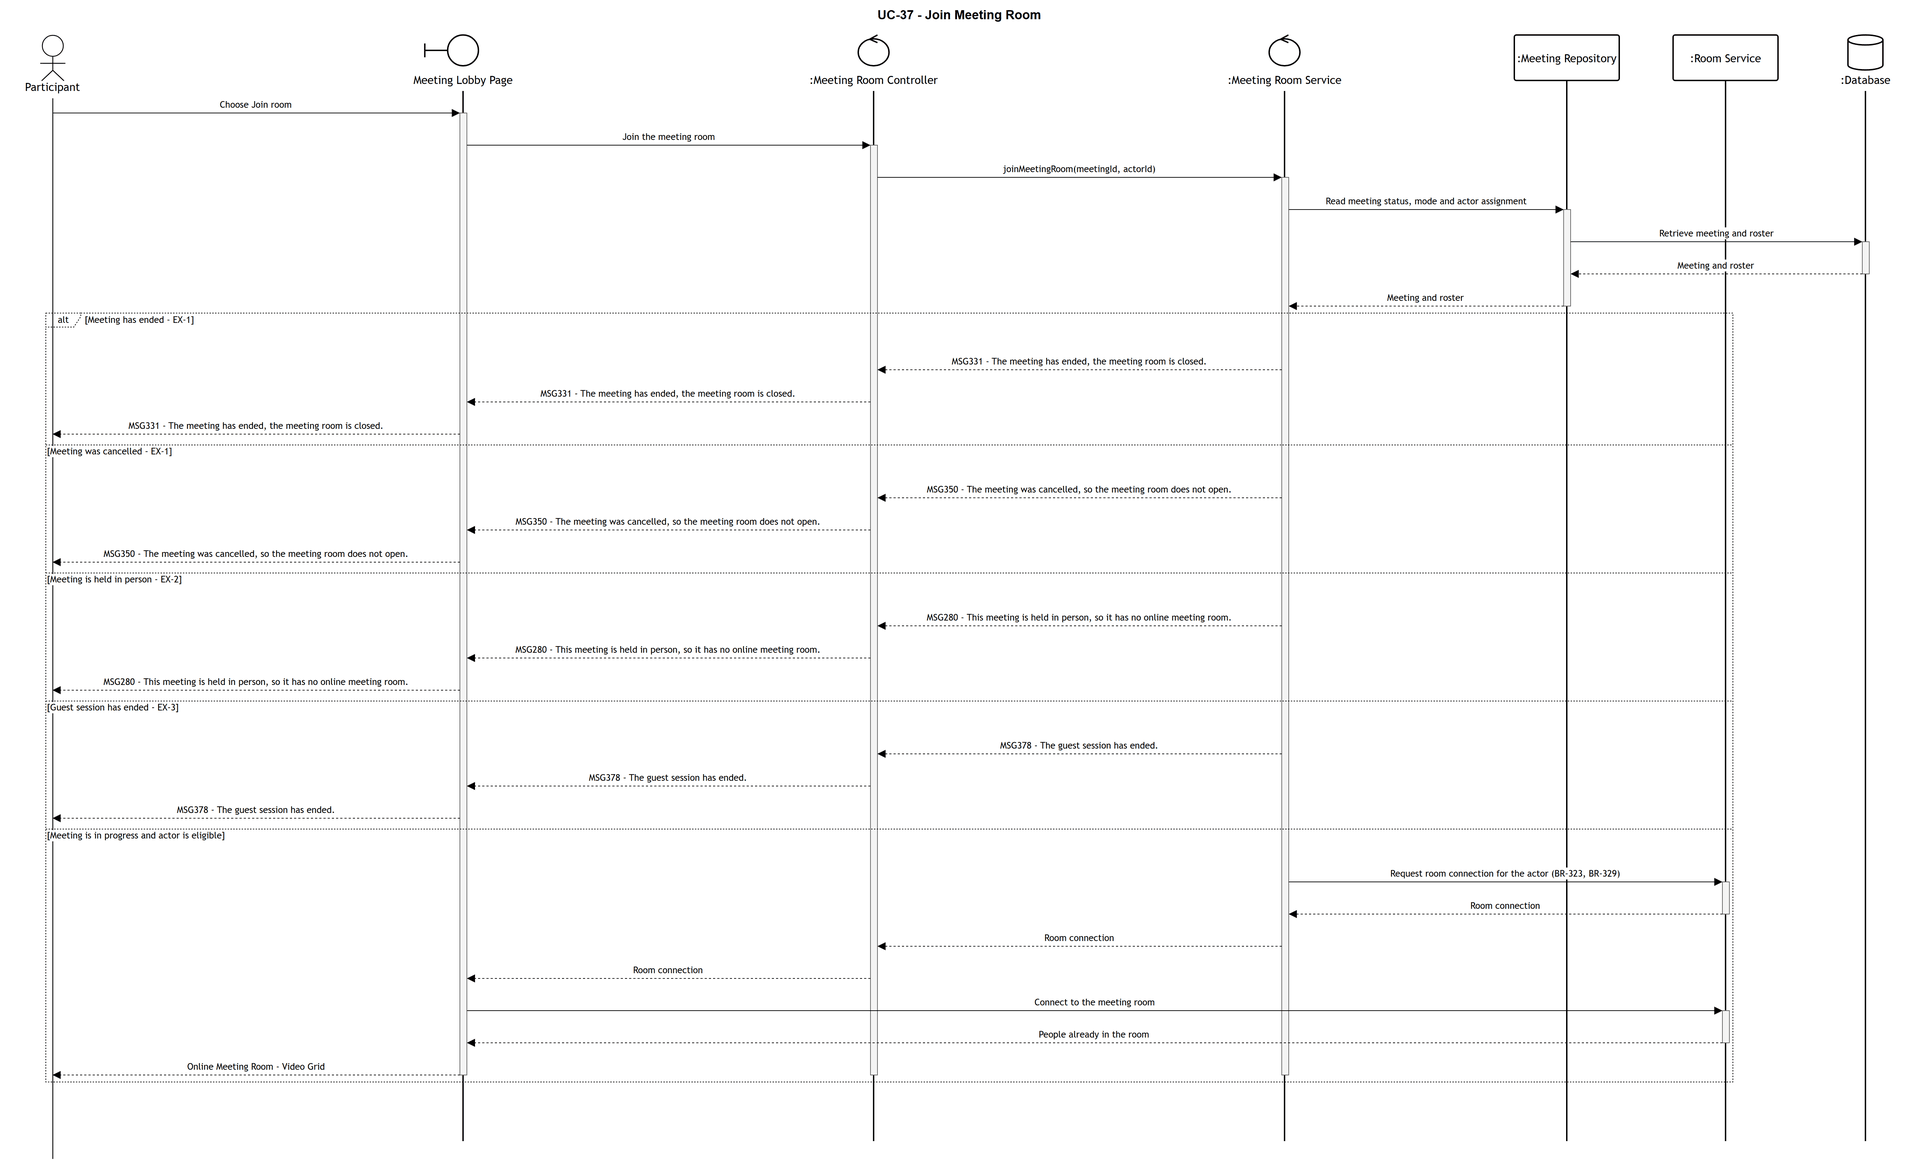 UC-37 - Join Meeting Room
Participant
Meeting Lobby Page
:Meeting Room Controller
:Meeting Room Service
:Meeting Repository
:Room Service
:Database
Choose Join room
Join the meeting room
joinMeetingRoom(meetingId, actorId)
Read meeting status, mode and actor assignment
Retrieve meeting and roster
Meeting and roster
Meeting and roster
alt [Meeting has ended - EX-1]
MSG331 - The meeting has ended, the meeting room is closed.
MSG331 - The meeting has ended, the meeting room is closed.
MSG331 - The meeting has ended, the meeting room is closed.
[Meeting was cancelled - EX-1]
MSG350 - The meeting was cancelled, so the meeting room does not open.
MSG350 - The meeting was cancelled, so the meeting room does not open.
MSG350 - The meeting was cancelled, so the meeting room does not open.
[Meeting is held in person - EX-2]
MSG280 - This meeting is held in person, so it has no online meeting room.
MSG280 - This meeting is held in person, so it has no online meeting room.
MSG280 - This meeting is held in person, so it has no online meeting room.
[Guest session has ended - EX-3]
MSG378 - The guest session has ended.
MSG378 - The guest session has ended.
MSG378 - The guest session has ended.
[Meeting is in progress and actor is eligible]
Request room connection for the actor (BR-323, BR-329)
Room connection
Room connection
Room connection
Connect to the meeting room
People already in the room
Online Meeting Room - Video Grid